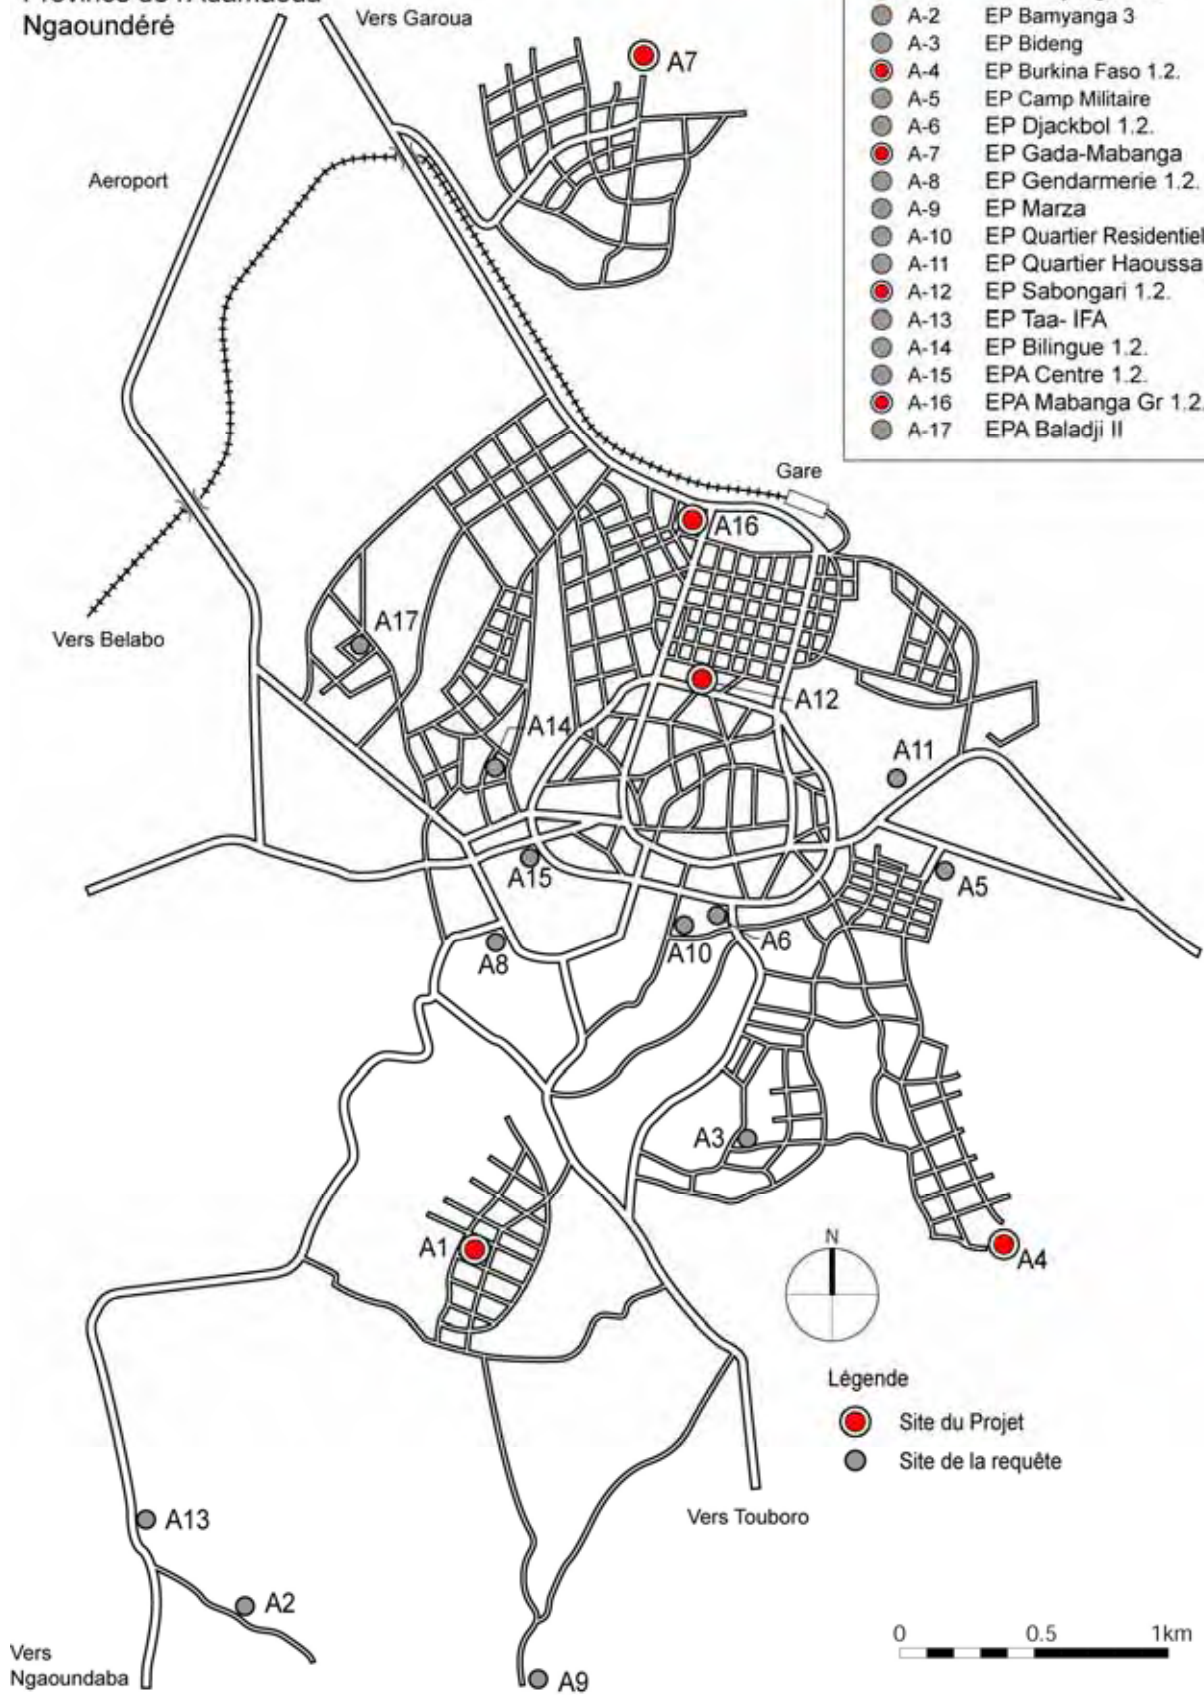 Ngaoundéré
Vers Garoua
A-2 EP Bamyanga 3
A-3 EP Bideng
A-4 EP Burkina Faso 1.2.
A-5 EP Camp Militaire
A-6 EP Djackbol 1.2.
A-7 EP Gada-Mabanga
A-8 EP Gendarmerie 1.2.
A-9 EP Marza
A-10 EP Quartier Residentiel
A-11 EP Quartier Haoussa
A-12 EP Sabongari 1.2.
A-13 EP Taa- IFA
A-14 EP Bilingue 1.2.
A-15 EPA Centre 1.2.
A-16 EPA Mabanga Gr 1.2.
A-17 EPA Baladji II
A7
Aeroport
Gare
A16
A17
Vers Belabo
A12
A14
A11
A15
A5
A10
A6
A8
A3
A1
N
A4
Légende
Site du Projet
Site de la requête
Vers Touboro
A13
A2
Vers
Ngaoundaba
A9
0 0.5 1km